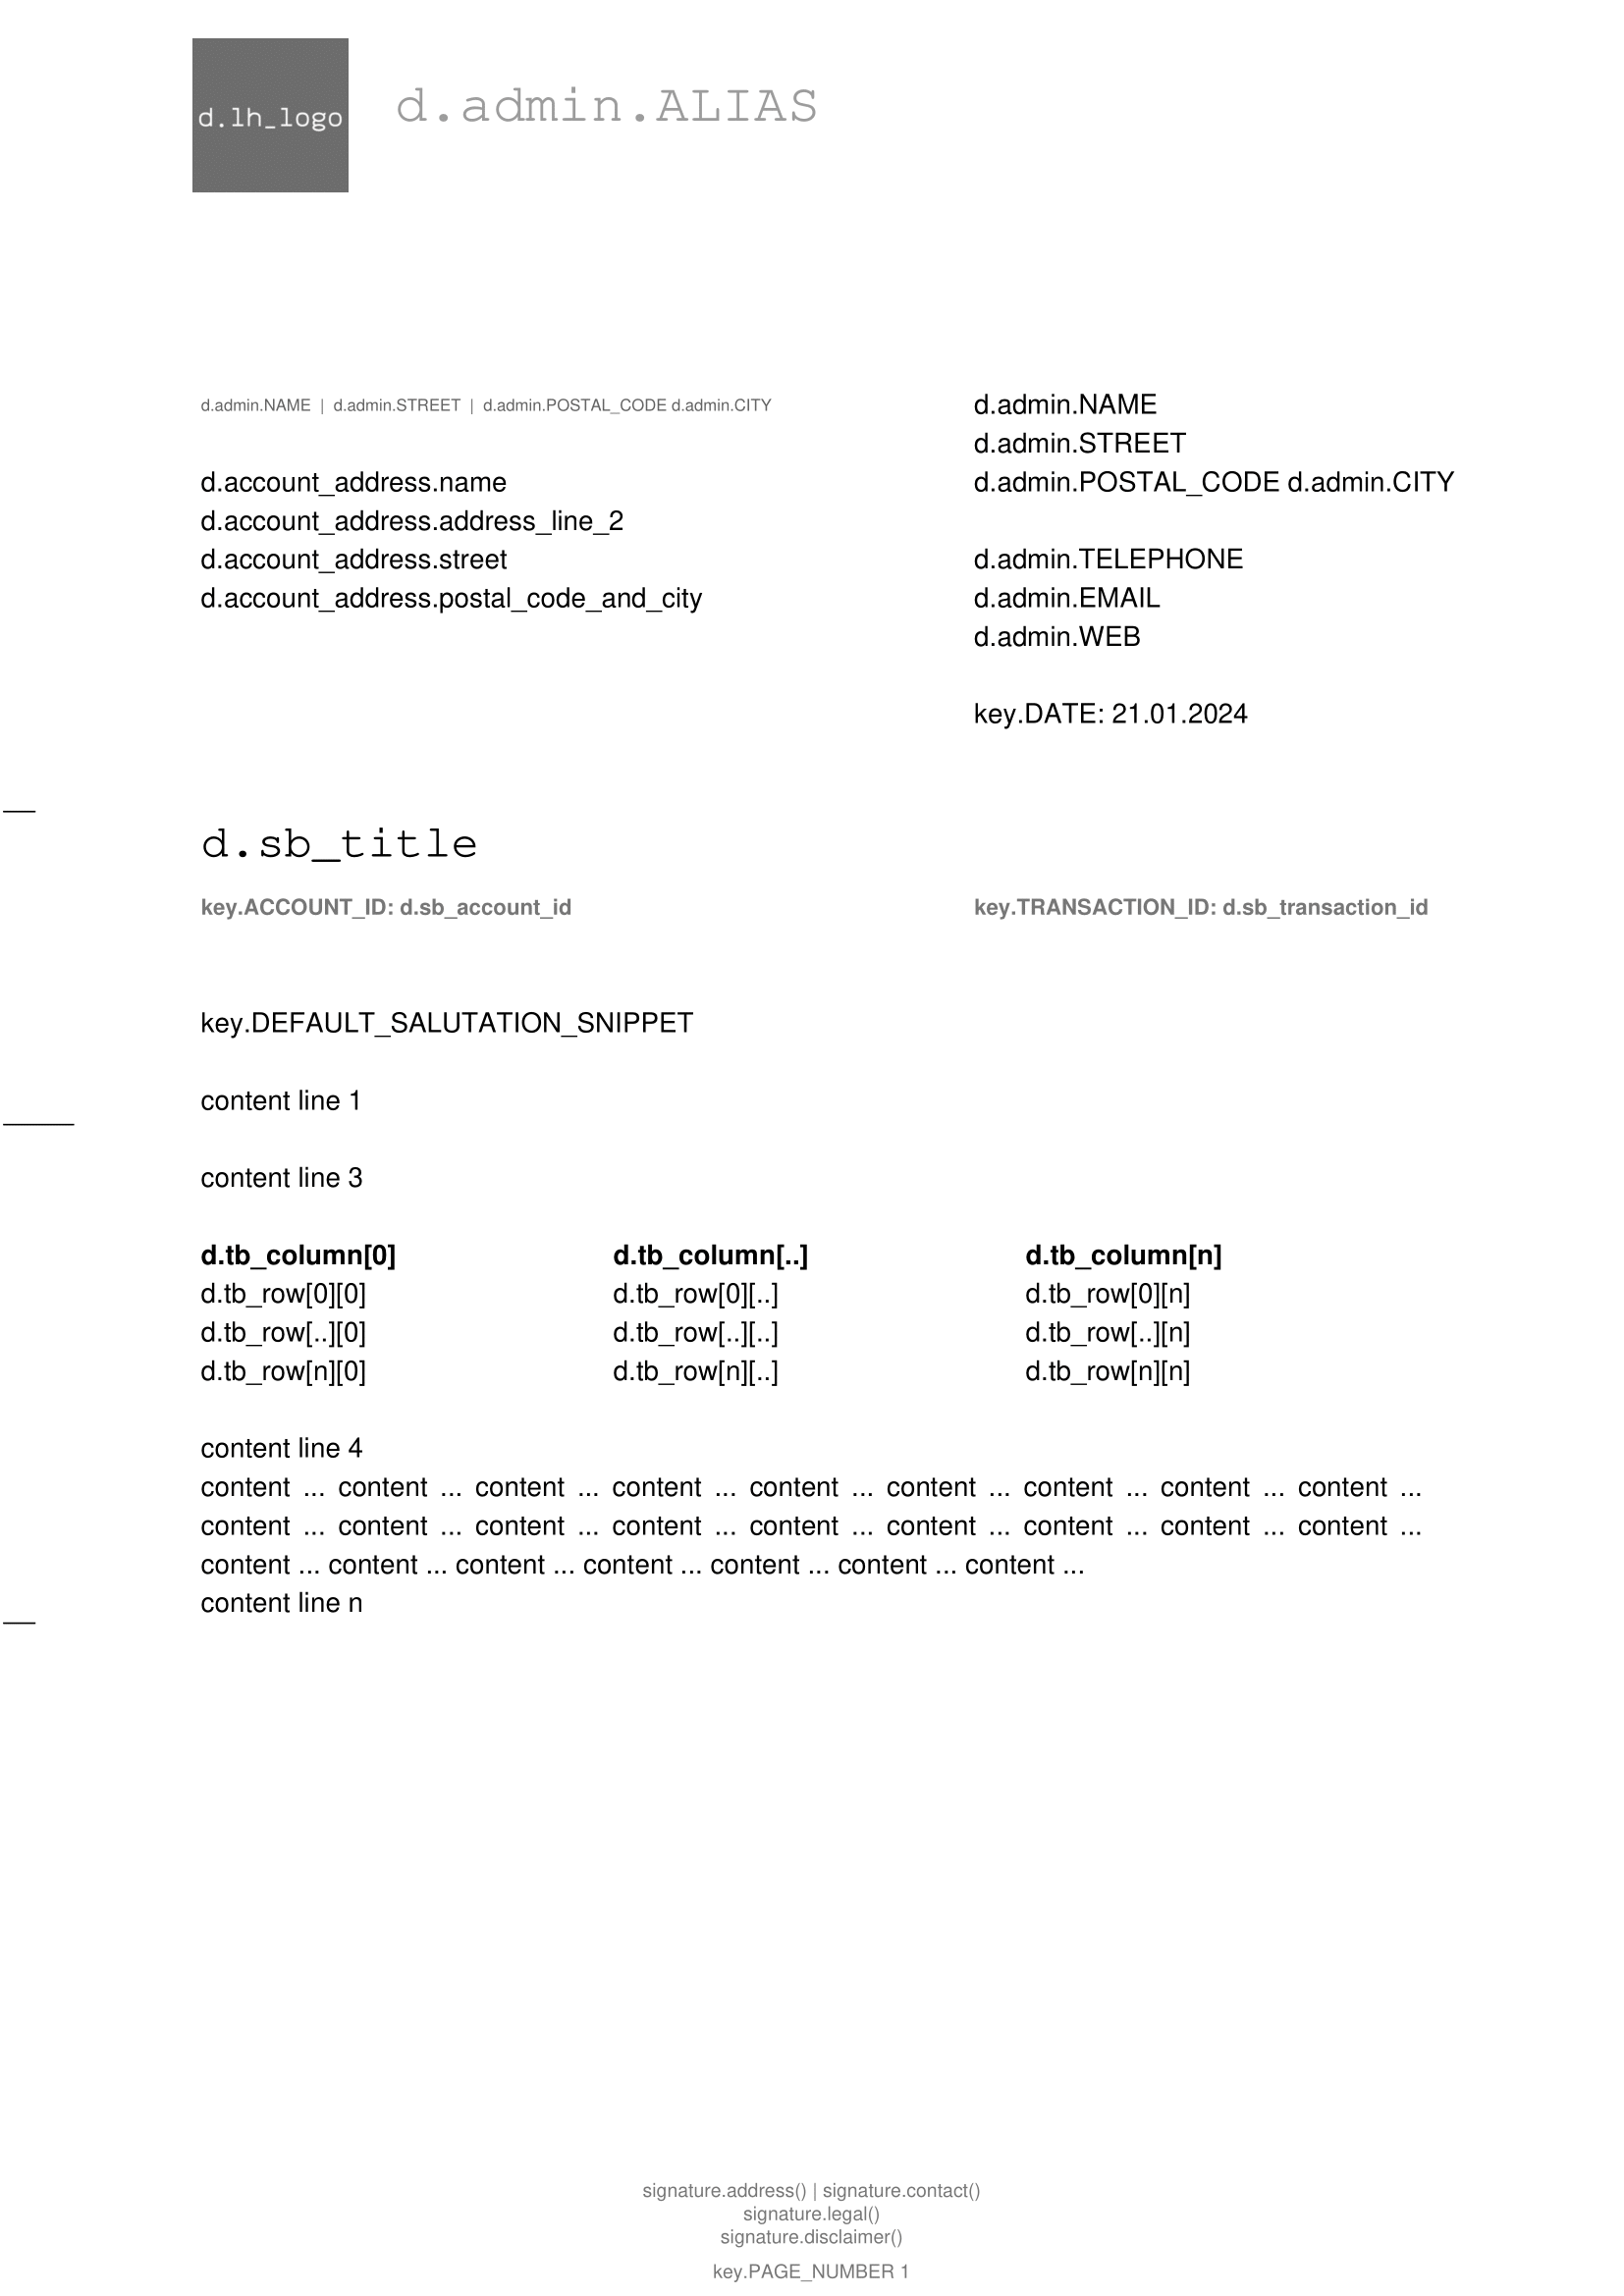 d.lh_logo
d.admin.ALIAS
d.admin.NAME | d.admin.STREET | d.admin.POSTAL_CODE d.admin.CITY
d.account_address.name
d.account_address.address_line_2
d.account_address.street
d.account_address.postal_code_and_city
d.admin.NAME
d.admin.STREET
d.admin.POSTAL_CODE d.admin.CITY
d.admin.TELEPHONE
d.admin.EMAIL
d.admin.WEB
key.DATE: 21.01.2024
d.sb_title
key.ACCOUNT_ID: d.sb_account_id
key.TRANSACTION_ID: d.sb_transaction_id
key.DEFAULT_SALUTATION_SNIPPET
content line 1
content line 3
d.tb_column[0] d.tb_column[..] d.tb_column[n]
d.tb_row[0][0] d.tb_row[0][..] d.tb_row[0][n]
d.tb_row[..][0] d.tb_row[..][..] d.tb_row[..][n]
d.tb_row[n][0] d.tb_row[n][..] d.tb_row[n][n]
content line 4
content ... content ... content ... content ... content ... content ... content ... content ... content ...
content ... content ... content ... content ... content ... content ... content ... content ... content ...
content ... content ... content ... content ... content ... content ... content ...
content line n
signature.address() | signature.contact()
signature.legal()
signature.disclaimer()
key.PAGE_NUMBER 1